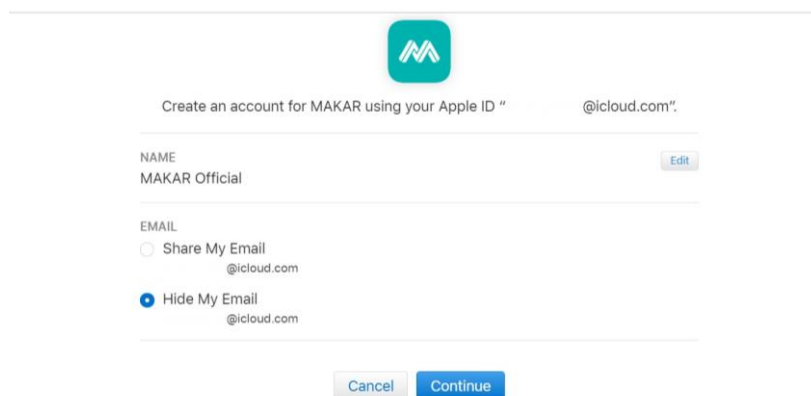 Create an account for MAKAR using your Apple ID " @icloud.com".
NAME
Edit
MAKAR Official
EMAIL
Share My Email
@icloud.com
Hide My Email
@icloud.com
Cancel
Continue